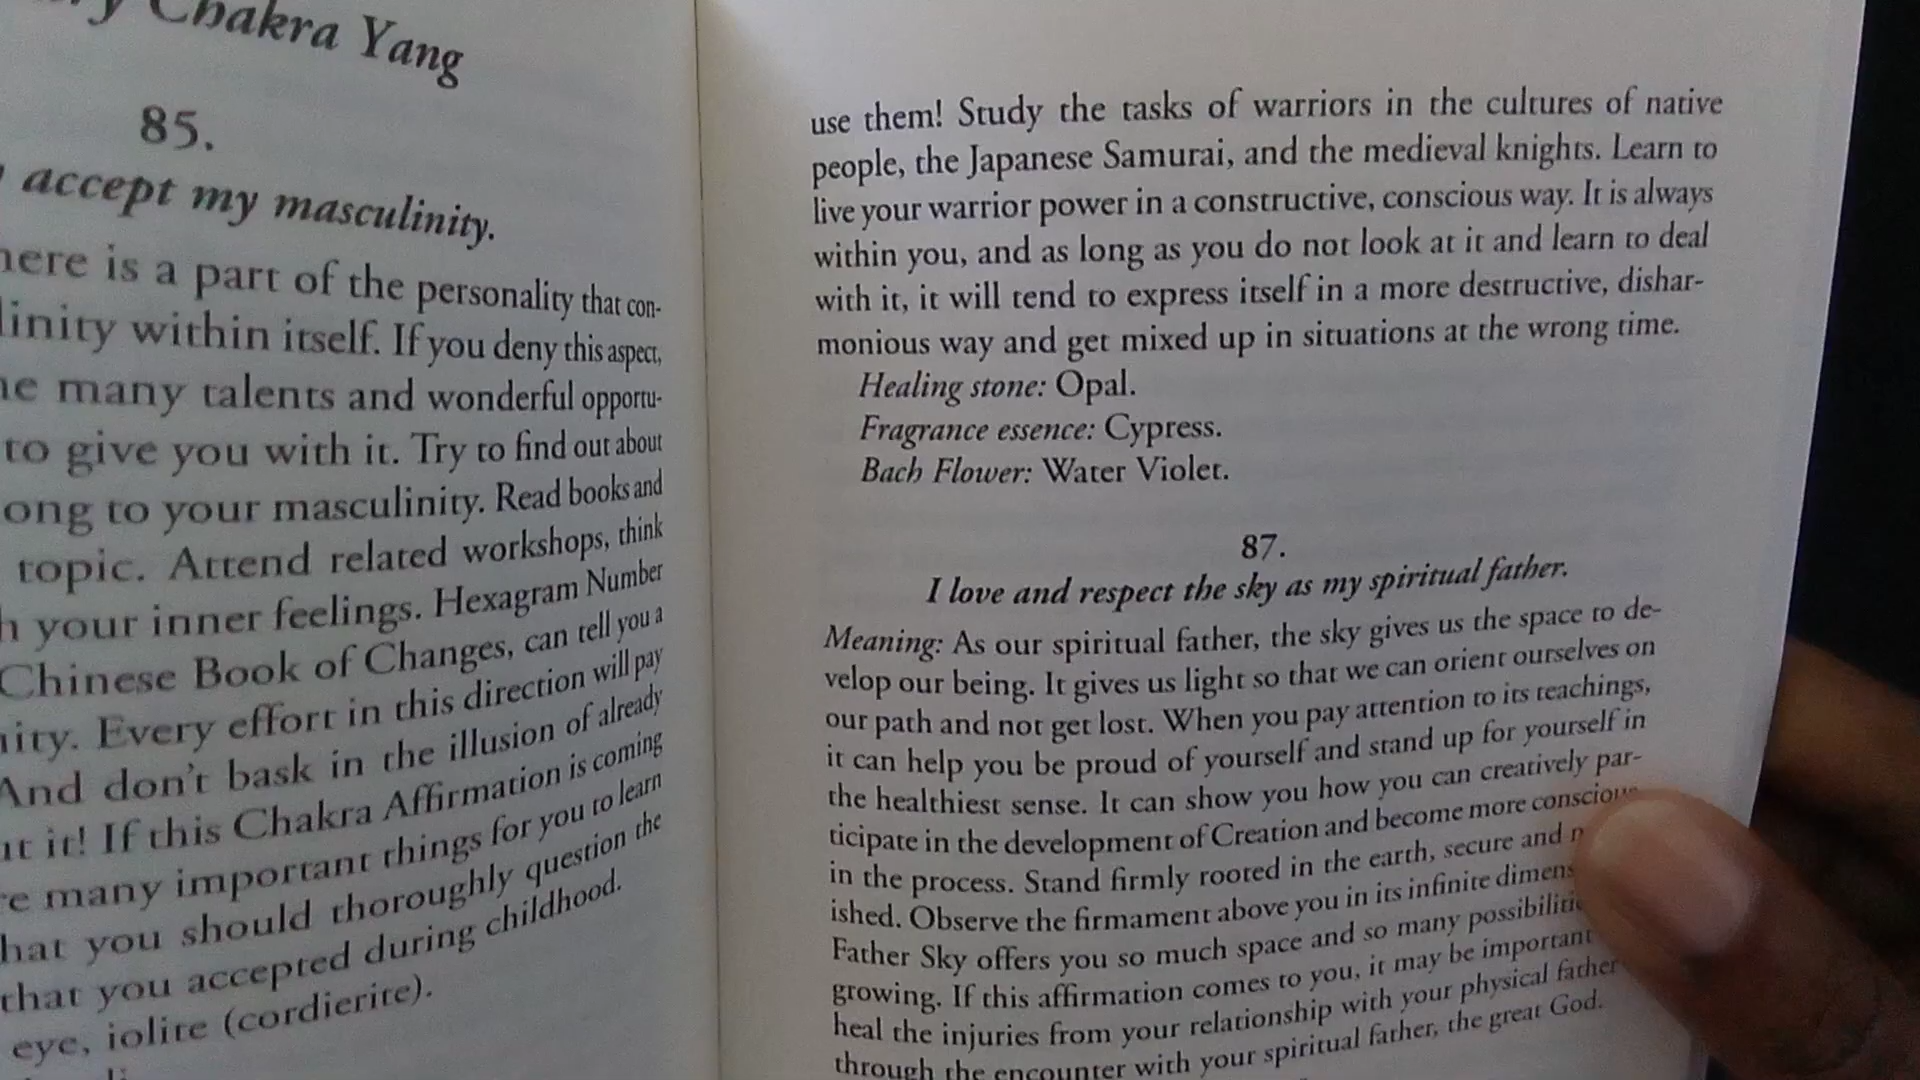 Chakra Yang
85.
accept my masculinity.
is a part of the personality that con-
within itself. If you deny this aspect,
many talents and wonderful opportu-
to give you with it. Try to find out about
to your masculinity. Read books and
topic. Attend related workshops, think
your inner feelings. Hexagram Number
Chinese Book of Changes, can tell you a
Every effort in this direction will pay
And don't bask in the illusion of already
it! If this Chakra Affirmation is coming
many important things for you to learn
you should thoroughly question the
that you accepted during childhood.
eye, iolite (cordierite).
use them! Study the tasks of warriors in the cultures of native
people, the Japanese Samurai, and the medieval knights. Learn to
live your warrior power in a constructive, conscious way. It is always
within you, and as long as you do not look at it and learn to deal
with it, it will tend to express itself in a more destructive, dishar-
monious way and get mixed up in situations at the wrong time.
Healing stone: Opal.
Fragrance essence: Cypress.
Bach Flower: Water Violet.
87.
I love and respect the sky as my spiritual father.
Meaning: As our spiritual father, the sky gives us the space to de-
velop our being. It gives us light so that we can orient ourselves on
our path and not get lost. When you pay attention to its teachings,
it can help you be proud of yourself and stand up for yourself in
the healthiest sense. It can show you how you can creatively par-
ticipate in the development of Creation and become more conscious
in the process. Stand firmly rooted in the earth, secure and
ished. Observe the firmament above you in its infinite
Father Sky offers you so much space and so many
growing. If this affirmation comes to you, it may be important
heal the injuries from your relationship with your physical father
through the encounter with your spiritual father, the great God.